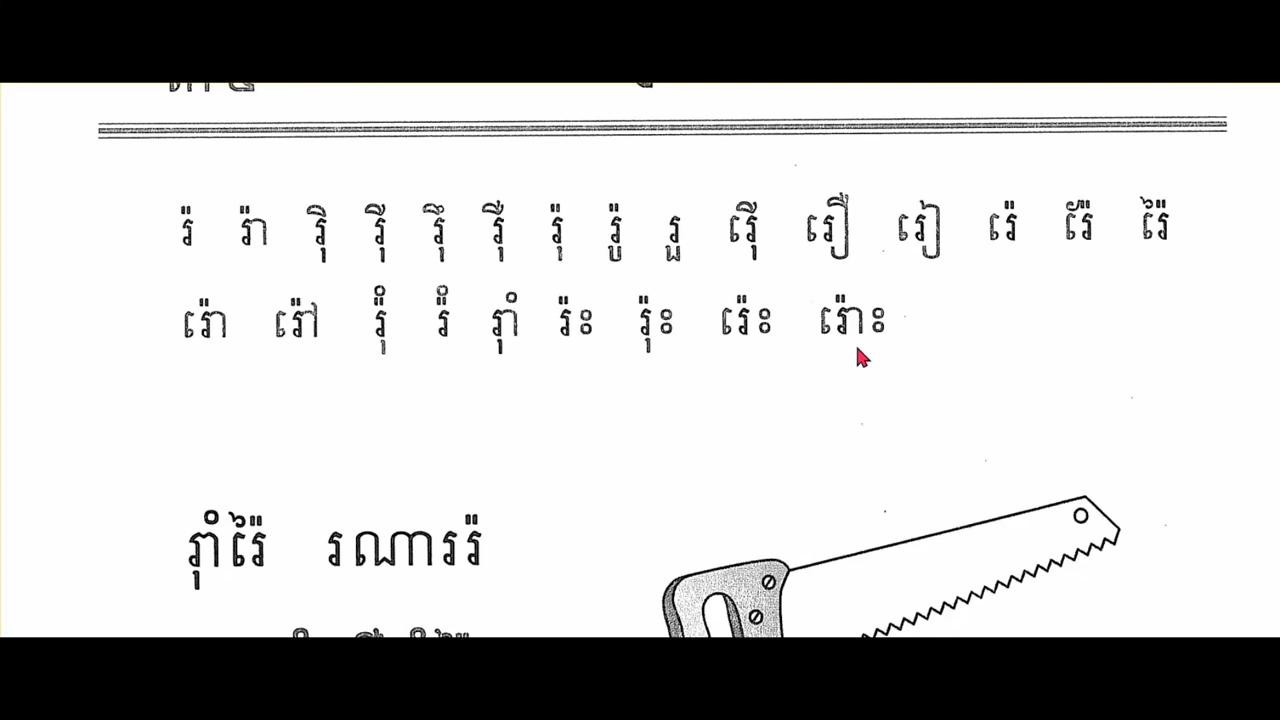 រ៉ រ៉ា រ៉ិ រ៉ី រ៉ឹ រ៉ឺ រ៉ុ រ៉ូ រួ រ៉ើ រឿ រៀ រ៉េ រ៉ែ រ៉ៃ
រ៉ោ រ៉ៅ រ៉ុំ រ៉ំ រ៉ាំ រ៉ះ រ៉ុះ រ៉េះ រ៉ោះ
រ៉ាំរ៉ៃ រណារអ៉